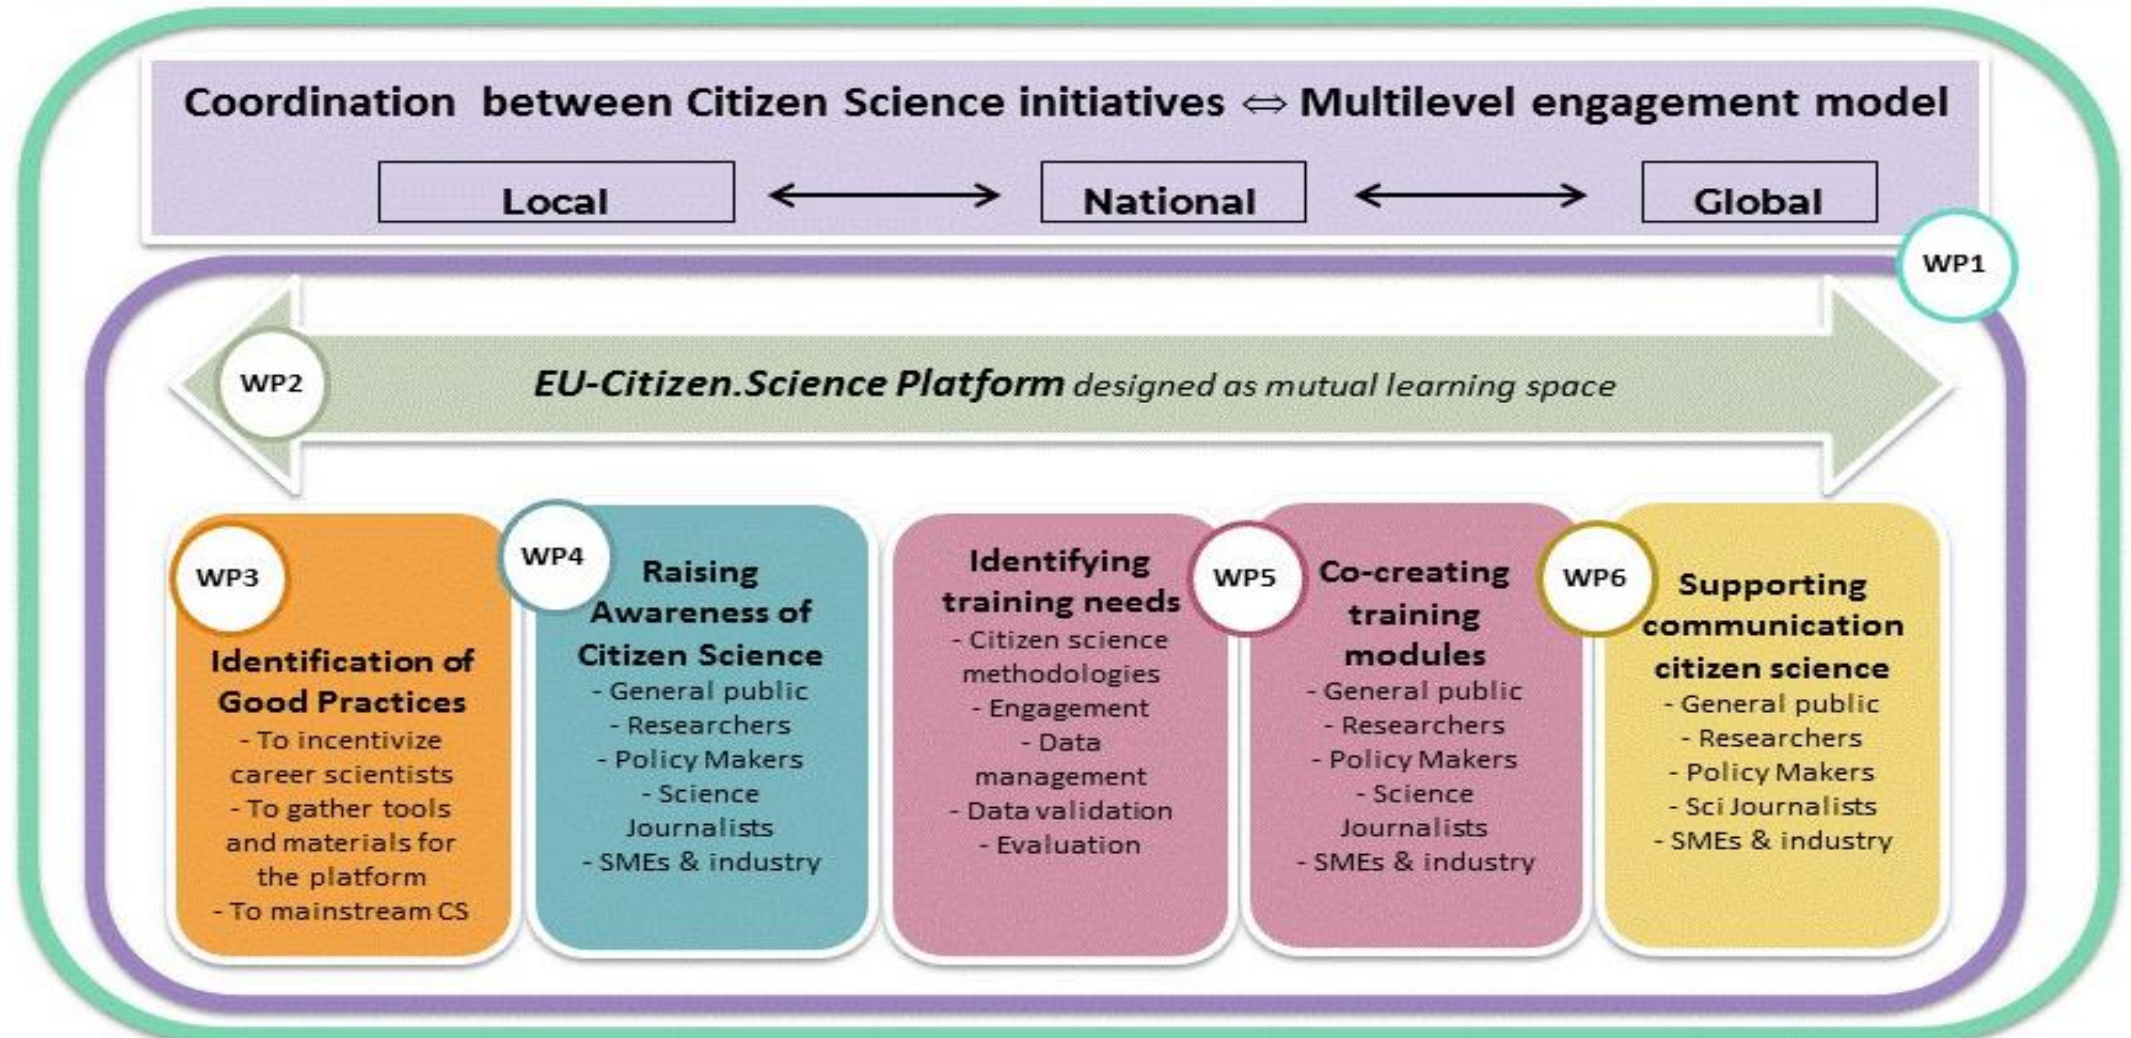 Coordination between Citizen Science initiatives ⇔ Multilevel engagement model
Local
National
Global
WP1
WP2
EU-Citizen.Science Platform designed as mutual learning space
WP3
Identification of
Good Practices
- To incentivize
career scientists
- To gather tools
and materials for
the platform
- To mainstream CS
WP4
Raising
Awareness of
Citizen Science
- General public
- Researchers
- Policy Makers
- Science
Journalists
- SMEs & industry
Identifying
training needs
- Citizen science
methodologies
- Engagement
- Data
management
- Data validation
- Evaluation
WP5
Co-creating
training
modules
- General public
- Researchers
- Policy Makers
- Science
Journalists
- SMEs & industry
WP6
Supporting
communication
citizen science
- General public
- Researchers
- Policy Makers
- Sci Journalists
- SMEs & industry